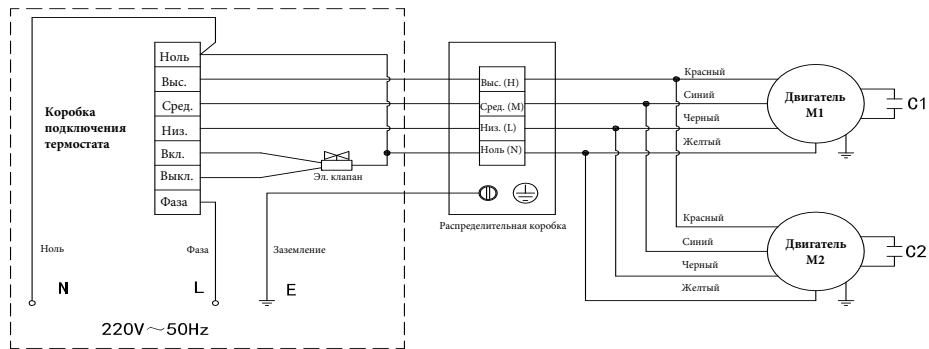 Коробка
подключения
термостата
Ноль
Выс.
Сред.
Низ.
Вкл.
Выкл.
Фаза
Эл. клапан
Ноль
Фаза
Заземление
N
L
E
220V～50Hz
Выс. (H)
Сред. (M)
Низ. (L)
Ноль (N)
Распределительная коробка
Красный
Синий
Черный
Желтый
Двигатель
M1
C1
Красный
Синий
Черный
Желтый
Двигатель
M2
C2